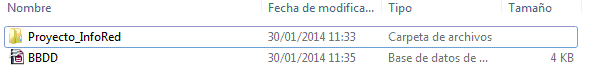 Nombre Fecha de modifica... Tipo Tamaño
Proyecto_InfoRed 30/01/2014 11:33 Carpeta de archivos
BBDD 30/01/2014 11:35 Base de datos de ... 4 KB